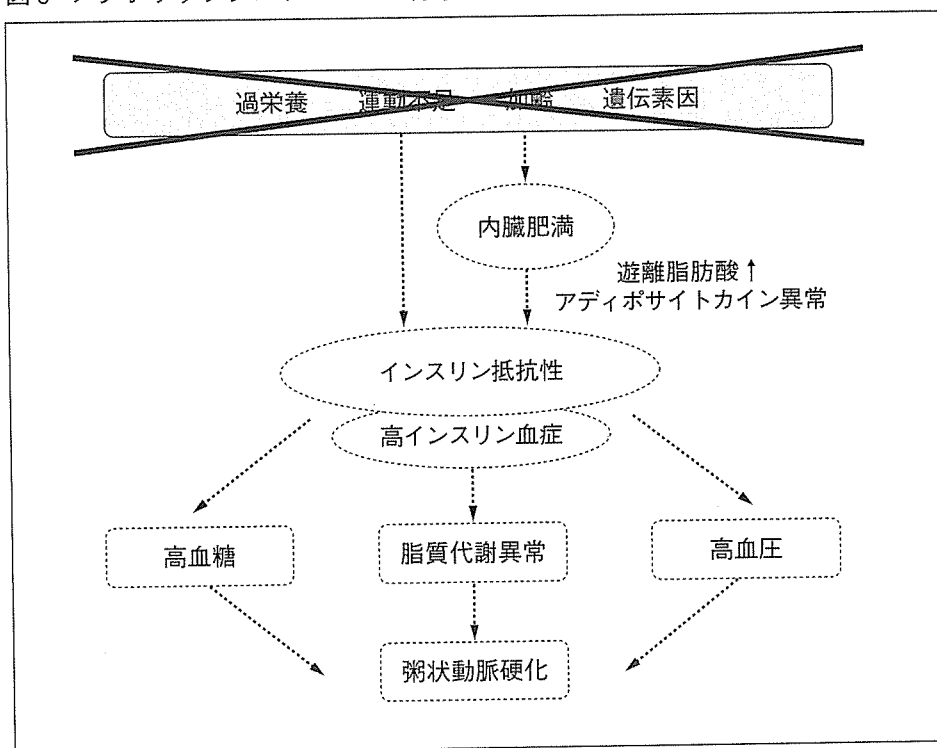 過栄養 運動不足 加齢 遺伝素因
内臓肥満
遊離脂肪酸↑
アディポサイトカイン異常
インスリン抵抗性
高インスリン血症
高血糖
脂質代謝異常
高血圧
粥状動脈硬化